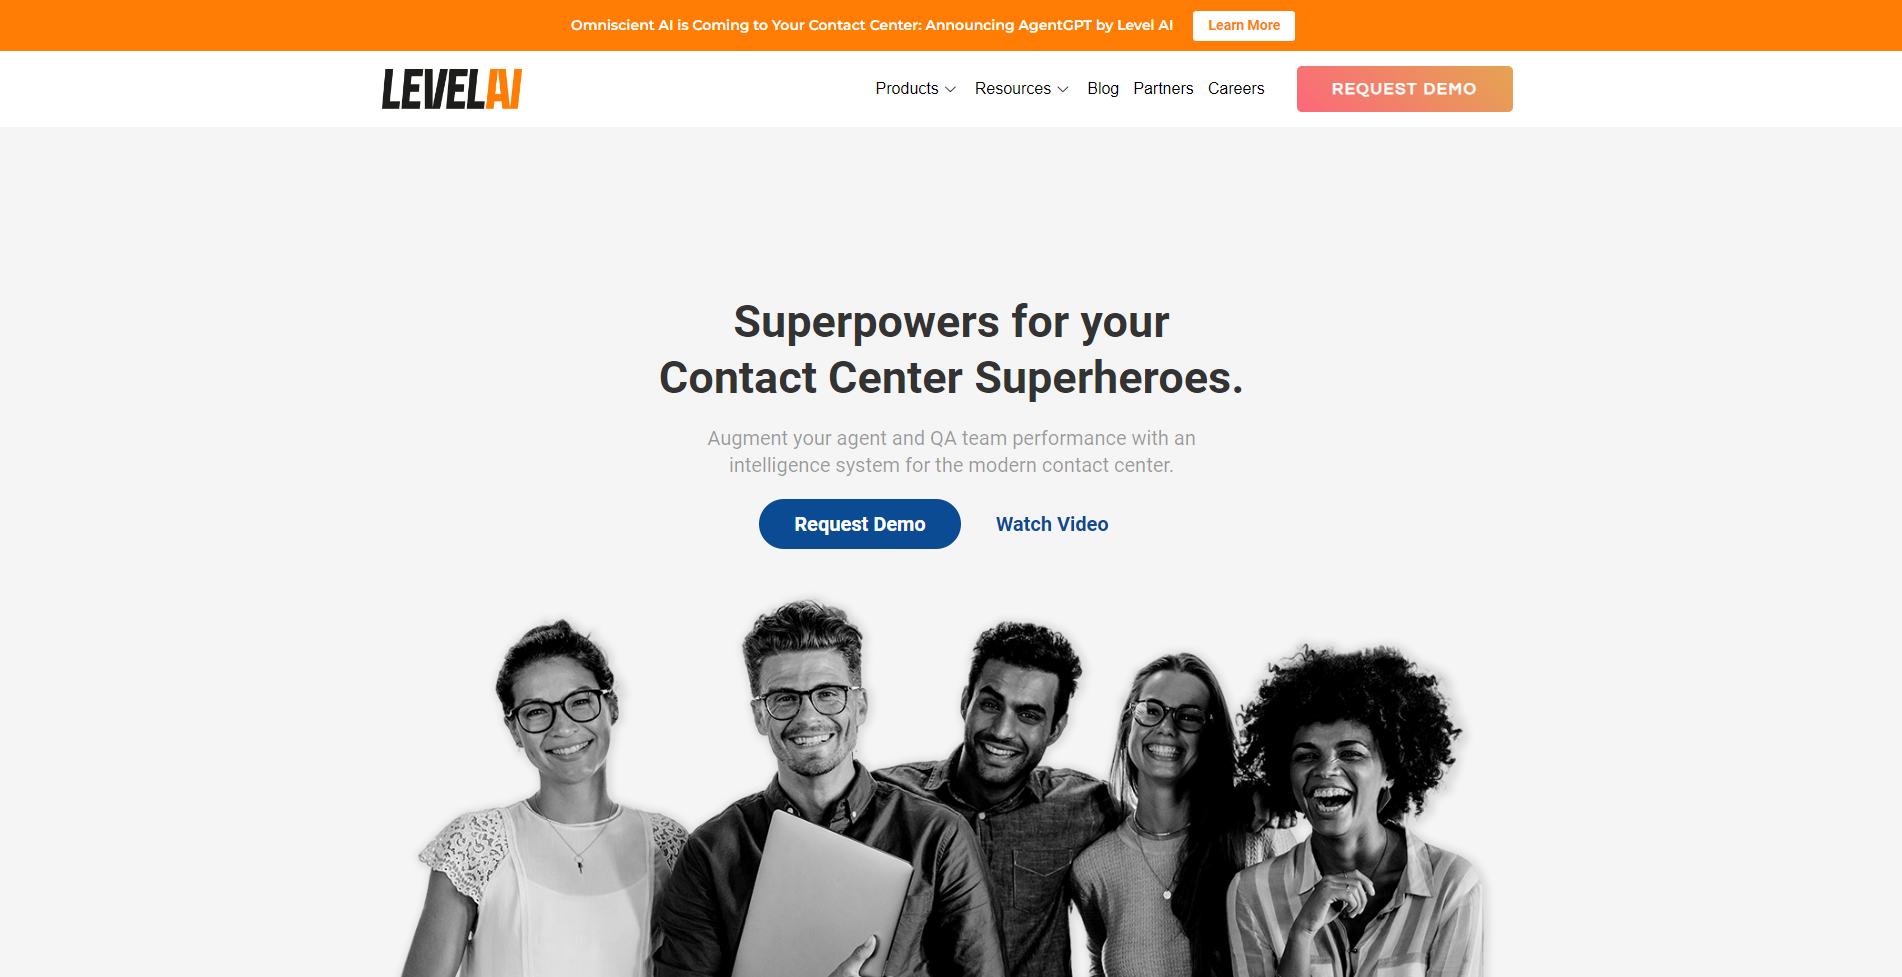 Omniscient AI is Coming to Your Contact Center: Announcing AgentGPT by Level AI Learn More
LEVELAI Products Resources Blog Partners Careers REQUEST DEMO
Superpowers for your
Contact Center Superheroes.
Augment your agent and QA team performance with an
intelligence system for the modern contact center.
Request Demo Watch Video